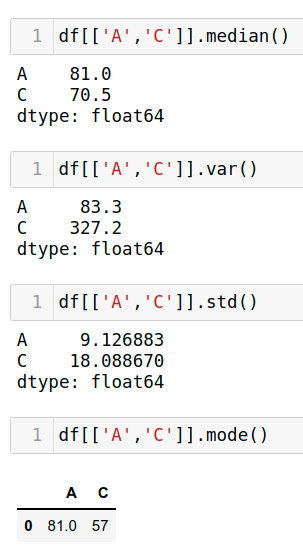 1 df[['A','C']].median()
A 81.0
C 70.5
dtype: float64
1 df[['A','C']].var()
A 83.3
C 327.2
dtype: float64
1 df[['A','C']].std()
A 9.126883
C 18.088670
dtype: float64
1 df[['A','C']].mode()
A C
0 81.0 57